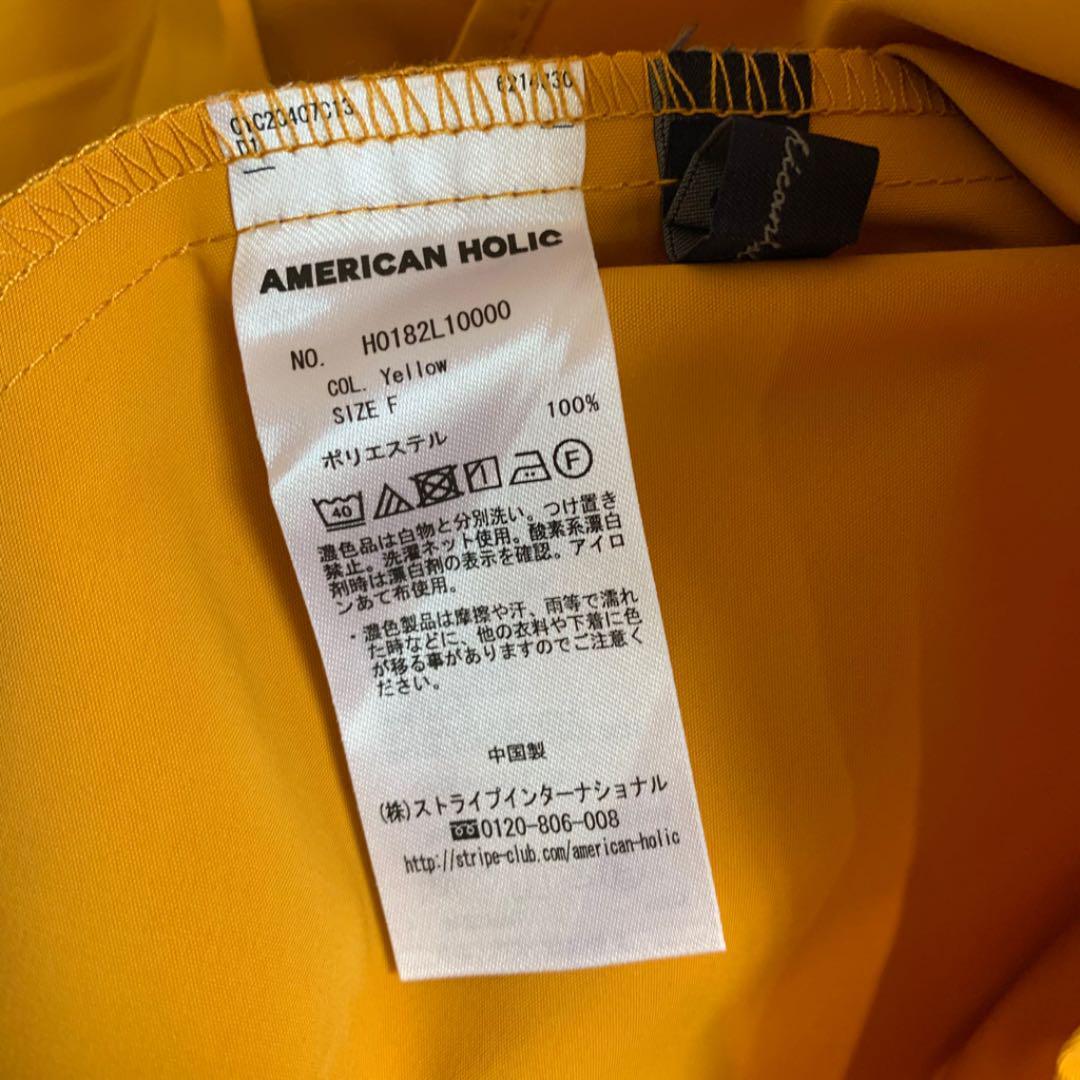 01C20407013
D1
AMERICAN HOLIC
NO. H0182L10000
COL. Yellow
SIZE F
ポリエステル 100%
40 F
濃色品は白物と分別洗い。つけ置き
禁止。洗濯ネット使用。酸素系漂白
剤時は漂白剤の表示を確認。アイロ
ンあて布使用。
・濃色製品は摩擦や汗、雨等で濡れ
た時などに、他の衣料や下着に色
が移る事がありますのでご注意く
ださい。
中国製
(株)ストライプインターナショナル
0120-806-008
http://stripe-club.com/american-holic